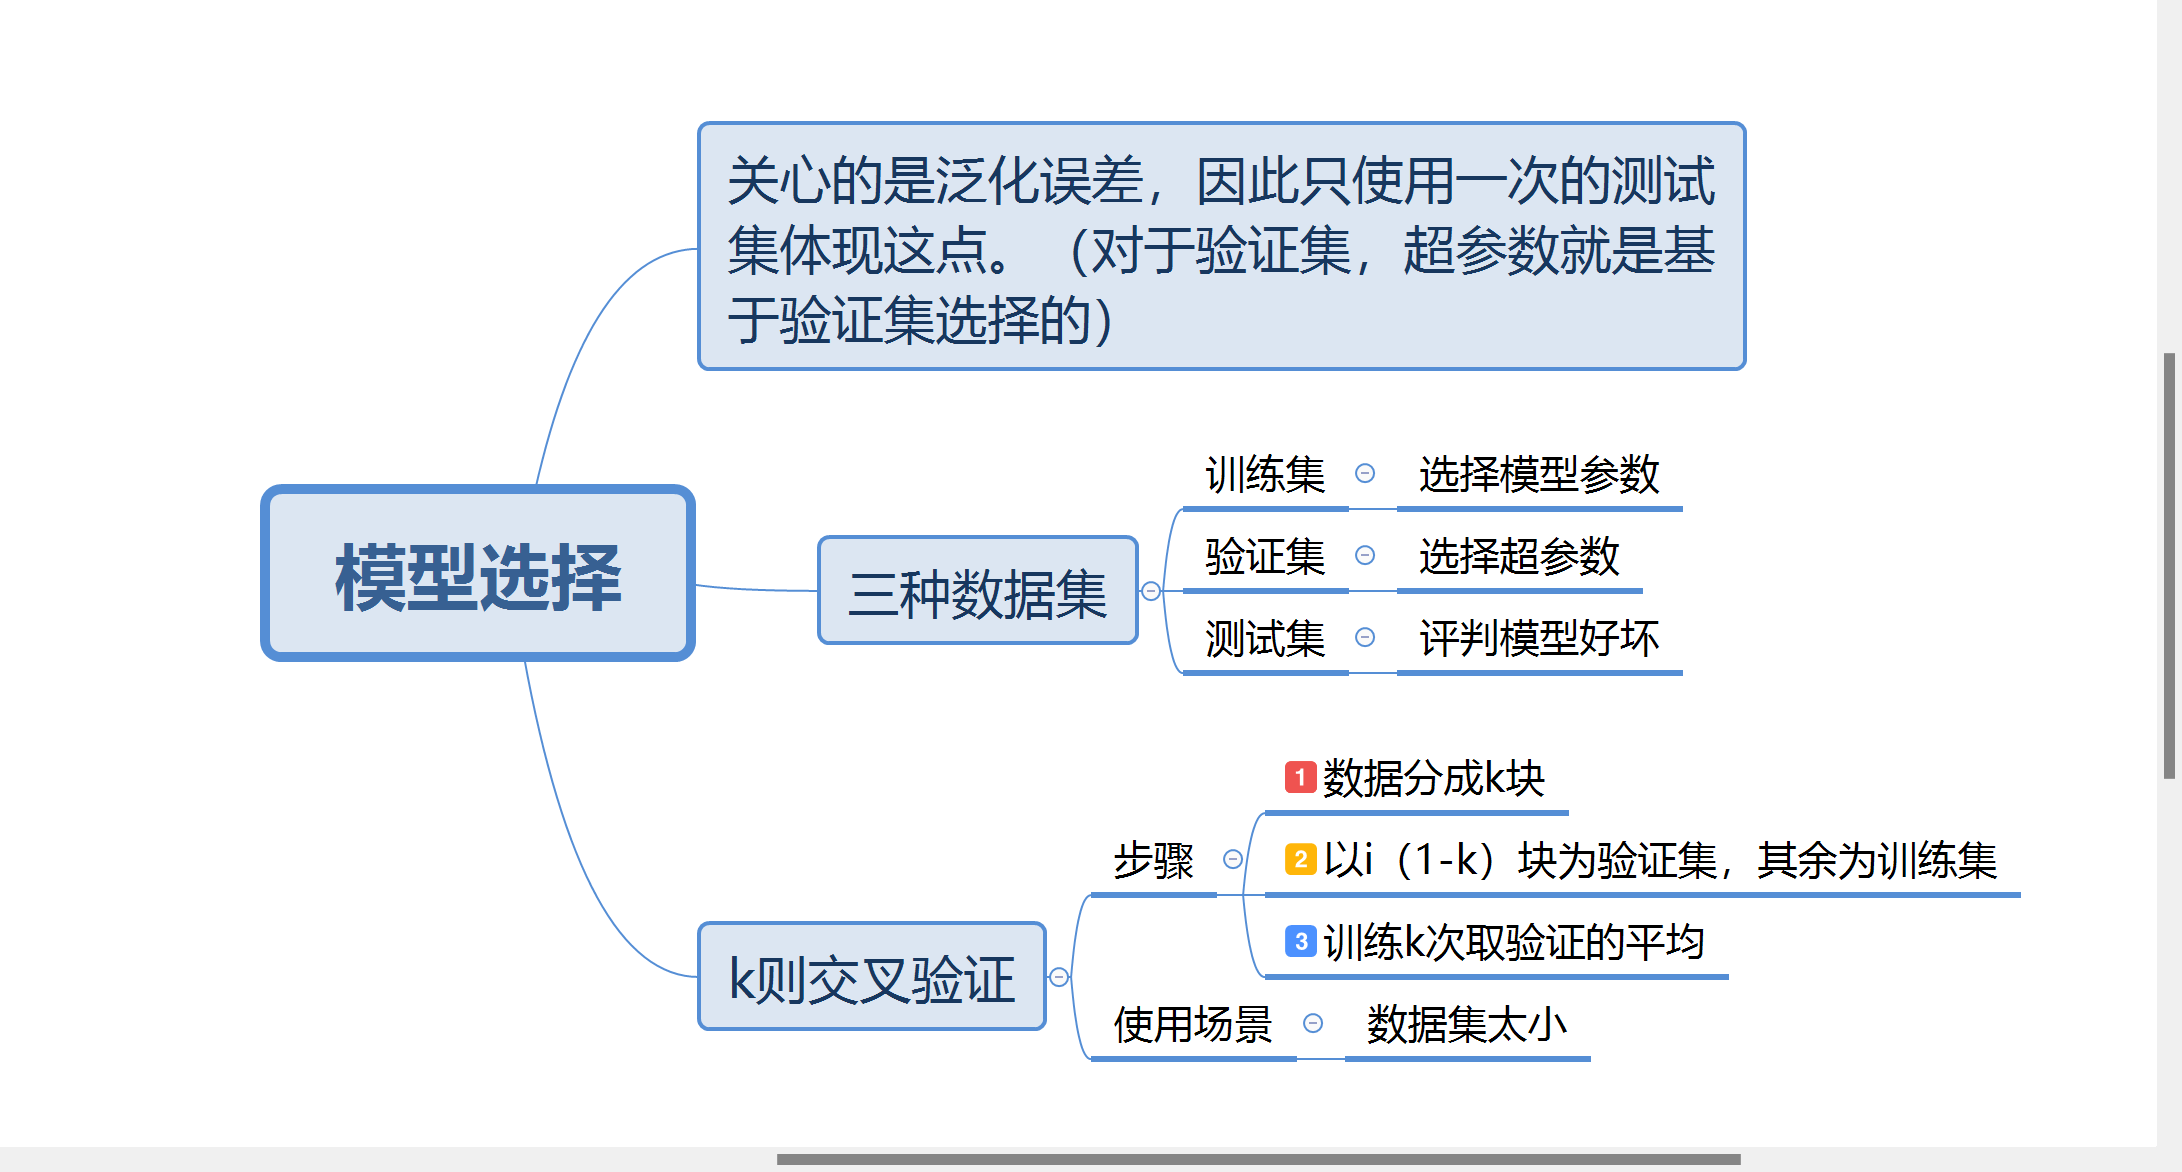 关心的是泛化误差，因此只使用一次的测试
集体现这点。（对于验证集，超参数就是基
于验证集选择的）
模型选择
三种数据集
训练集
选择模型参数
验证集
选择超参数
测试集
评判模型好坏
k则交叉验证
步骤
1 数据分成k块
2 以i（1-k）块为验证集，其余为训练集
3 训练k次取验证的平均
使用场景
数据集太小